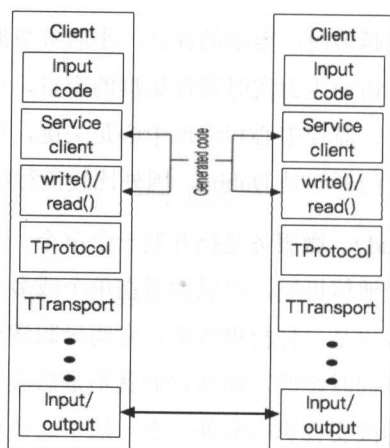 Client
Input
code
Service
client
write()/
read()
TProtocol
TTransport
Input/
output
Generated code
Client
Input
code
Service
client
write()/
read()
TProtocol
TTransport
Input/
output